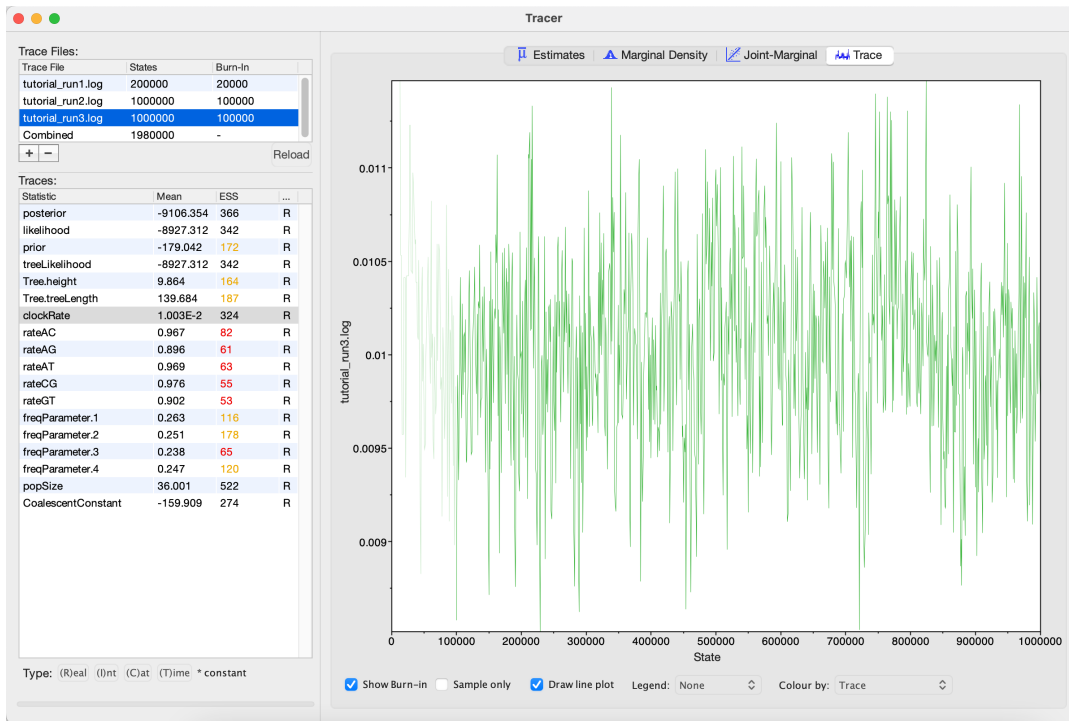 Tracer
Trace Files:
Trace File States Burn-In
tutorial_run1.log 200000 20000
tutorial_run2.log 1000000 100000
tutorial_run3.log 1000000 100000
Combined 1980000 -
+ −
Reload
Traces:
Statistic Mean ESS ...
posterior -9106.354 366 R
likelihood -8927.312 342 R
prior -179.042 172 R
treeLikelihood -8927.312 342 R
Tree.height 9.864 164 R
Tree.treeLength 139.684 187 R
clockRate 1.003E-2 324 R
rateAC 0.967 82 R
rateAG 0.896 61 R
rateAT 0.969 63 R
rateCG 0.976 55 R
rateGT 0.902 53 R
freqParameter.1 0.263 116 R
freqParameter.2 0.251 178 R
freqParameter.3 0.238 65 R
freqParameter.4 0.247 120 R
popSize 36.001 522 R
CoalescentConstant -159.909 274 R
Type: (R)eal (I)nt (C)at (T)ime * constant
μ Estimates Marginal Density Joint-Marginal Trace
0.011
0.0105
0.01
0.0095
0.009
tutorial_run3.log
0 100000 200000 300000 400000 500000 600000 700000 800000 900000 1000000
State
Show Burn-in Sample only Draw line plot Legend: None Colour by: Trace